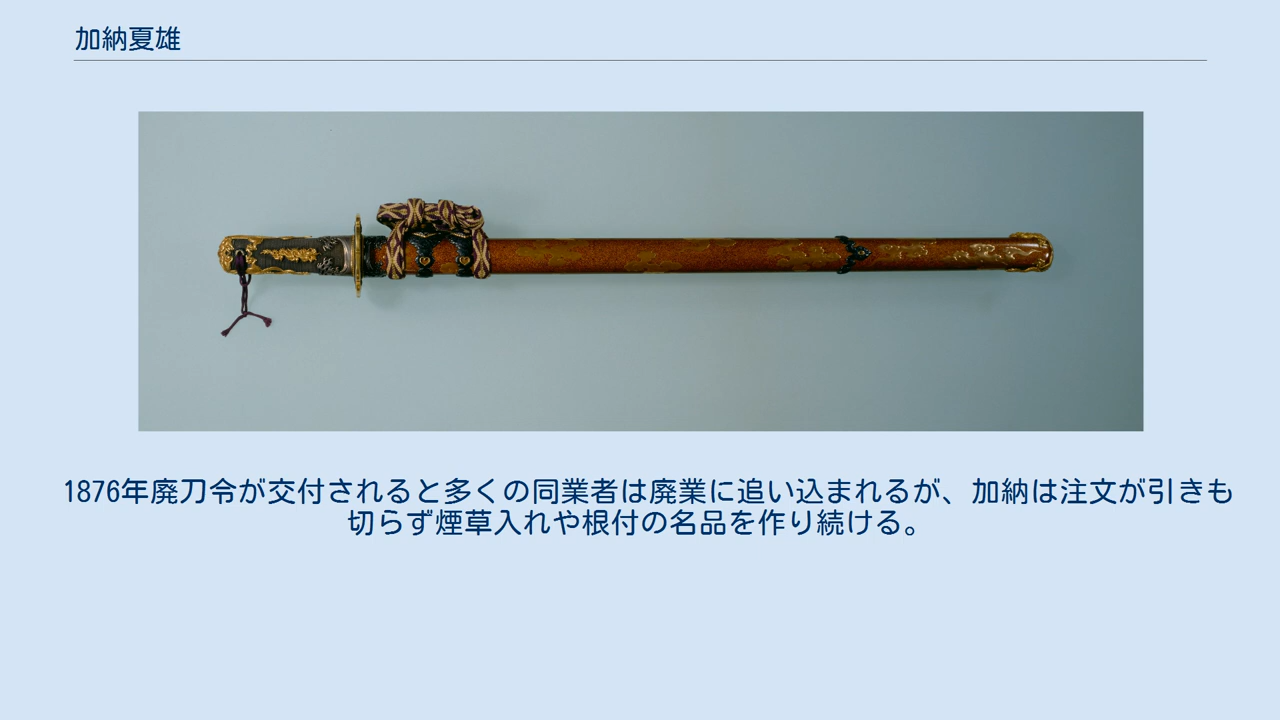 加納夏雄
1876年廃刀令が交付されると多くの同業者は廃業に追い込まれるが、加納は注文が引きも
切らず煙草入れや根付の名品を作り続ける。